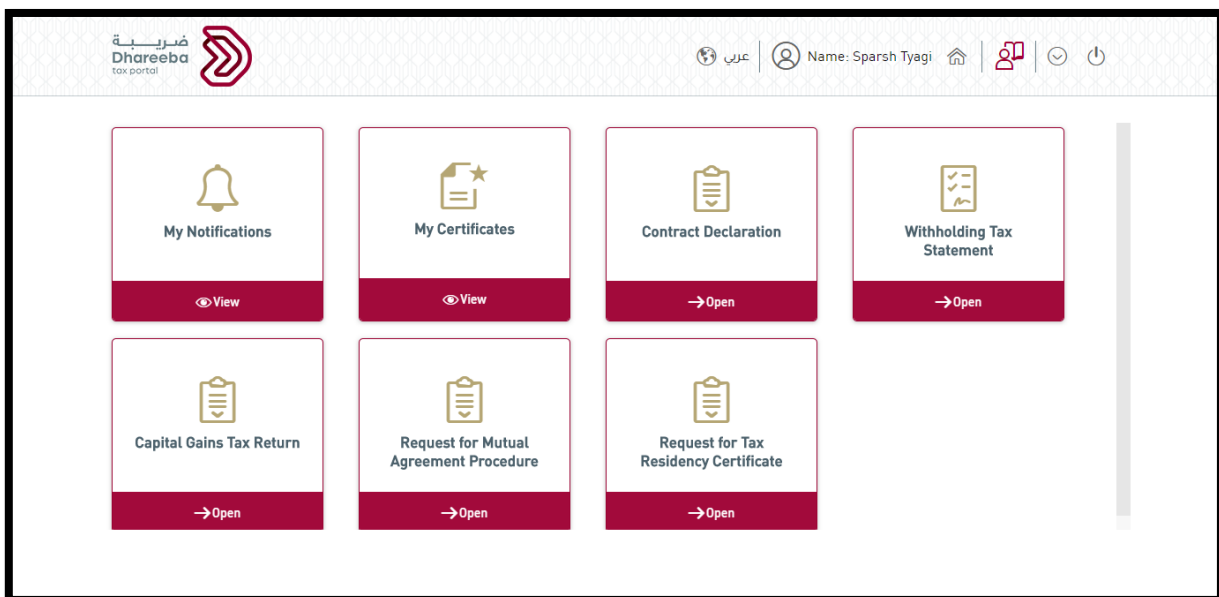 ضريبة
Dhareeba
tax portal
عربي
Name: Sparsh Tyagi
My Notifications
View
My Certificates
View
Contract Declaration
Open
Withholding Tax
Statement
Open
Capital Gains Tax Return
Open
Request for Mutual
Agreement Procedure
Open
Request for Tax
Residency Certificate
Open